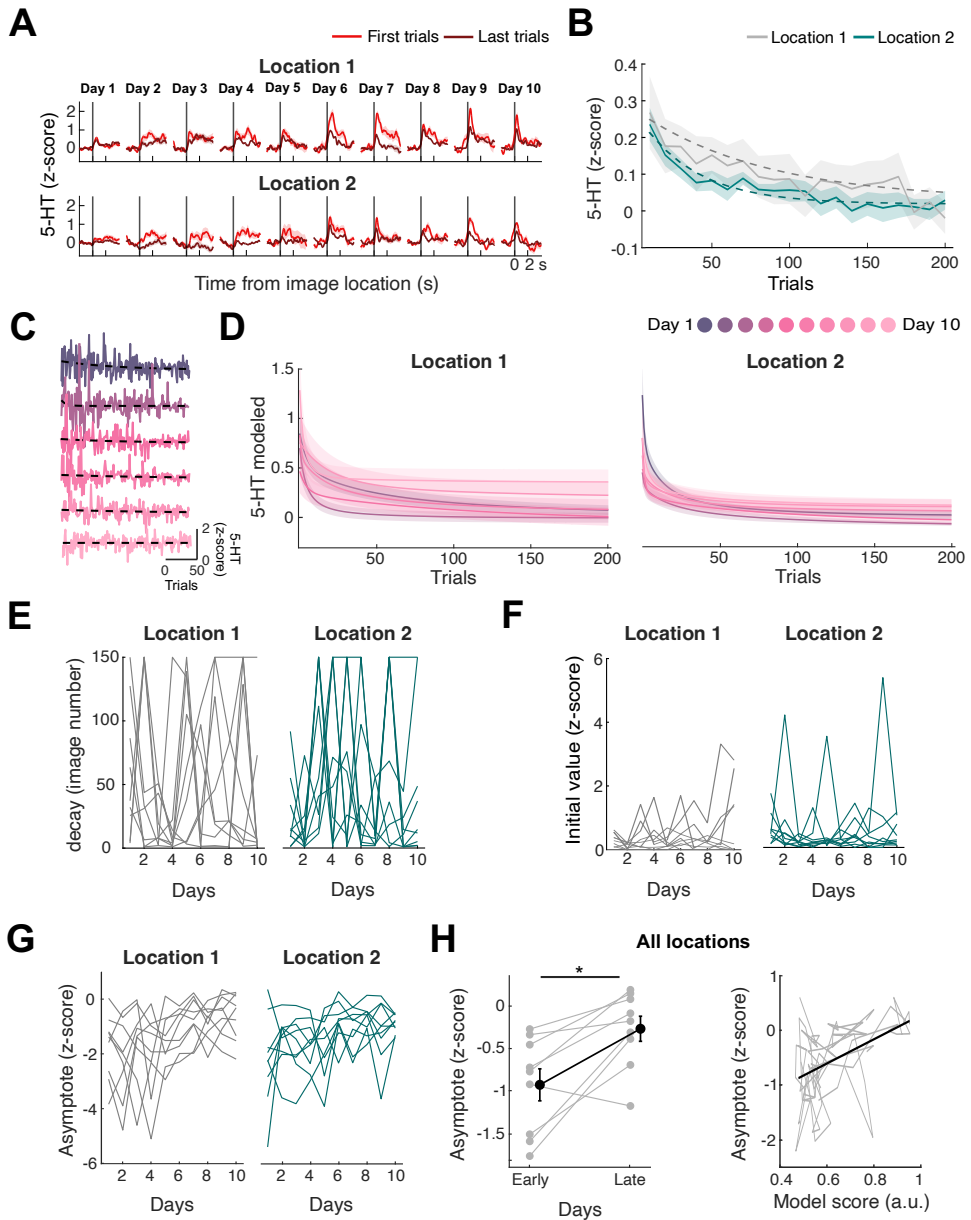 A
First trials Last trials
Location 1
Day 1 Day 2 Day 3 Day 4 Day 5 Day 6 Day 7 Day 8 Day 9 Day 10
2
1
0
Location 2
2
1
0
5-HT (z-score)
0 2 s
Time from image location (s)
B
Location 1 Location 2
0.4
0.3
0.2
0.1
0
-0.1
5-HT (z-score)
50 100 150 200
Trials
C
2
0
5-HT
(z-score)
0 50
Trials
D
Day 1 Day 10
Location 1 Location 2
1.5
1
0.5
0
5-HT modeled
50 100 150 200 50 100 150 200
Trials Trials
E
Location 1 Location 2
150
100
50
0
decay (image number)
2 4 6 8 10 2 4 6 8 10
Days Days
F
Location 1 Location 2
6
4
2
0
Initial value (z-score)
2 4 6 8 10 2 4 6 8 10
Days Days
G
Location 1 Location 2
0
-2
-4
-6
Asymptote (z-score)
2 4 6 8 10 2 4 6 8 10
Days Days
H
All locations
*
0
-0.5
-1
-1.5
Asymptote (z-score)
Early Late
Days
1
0
-1
-2
Asymptote (z-score)
0.4 0.6 0.8 1
Model score (a.u.)